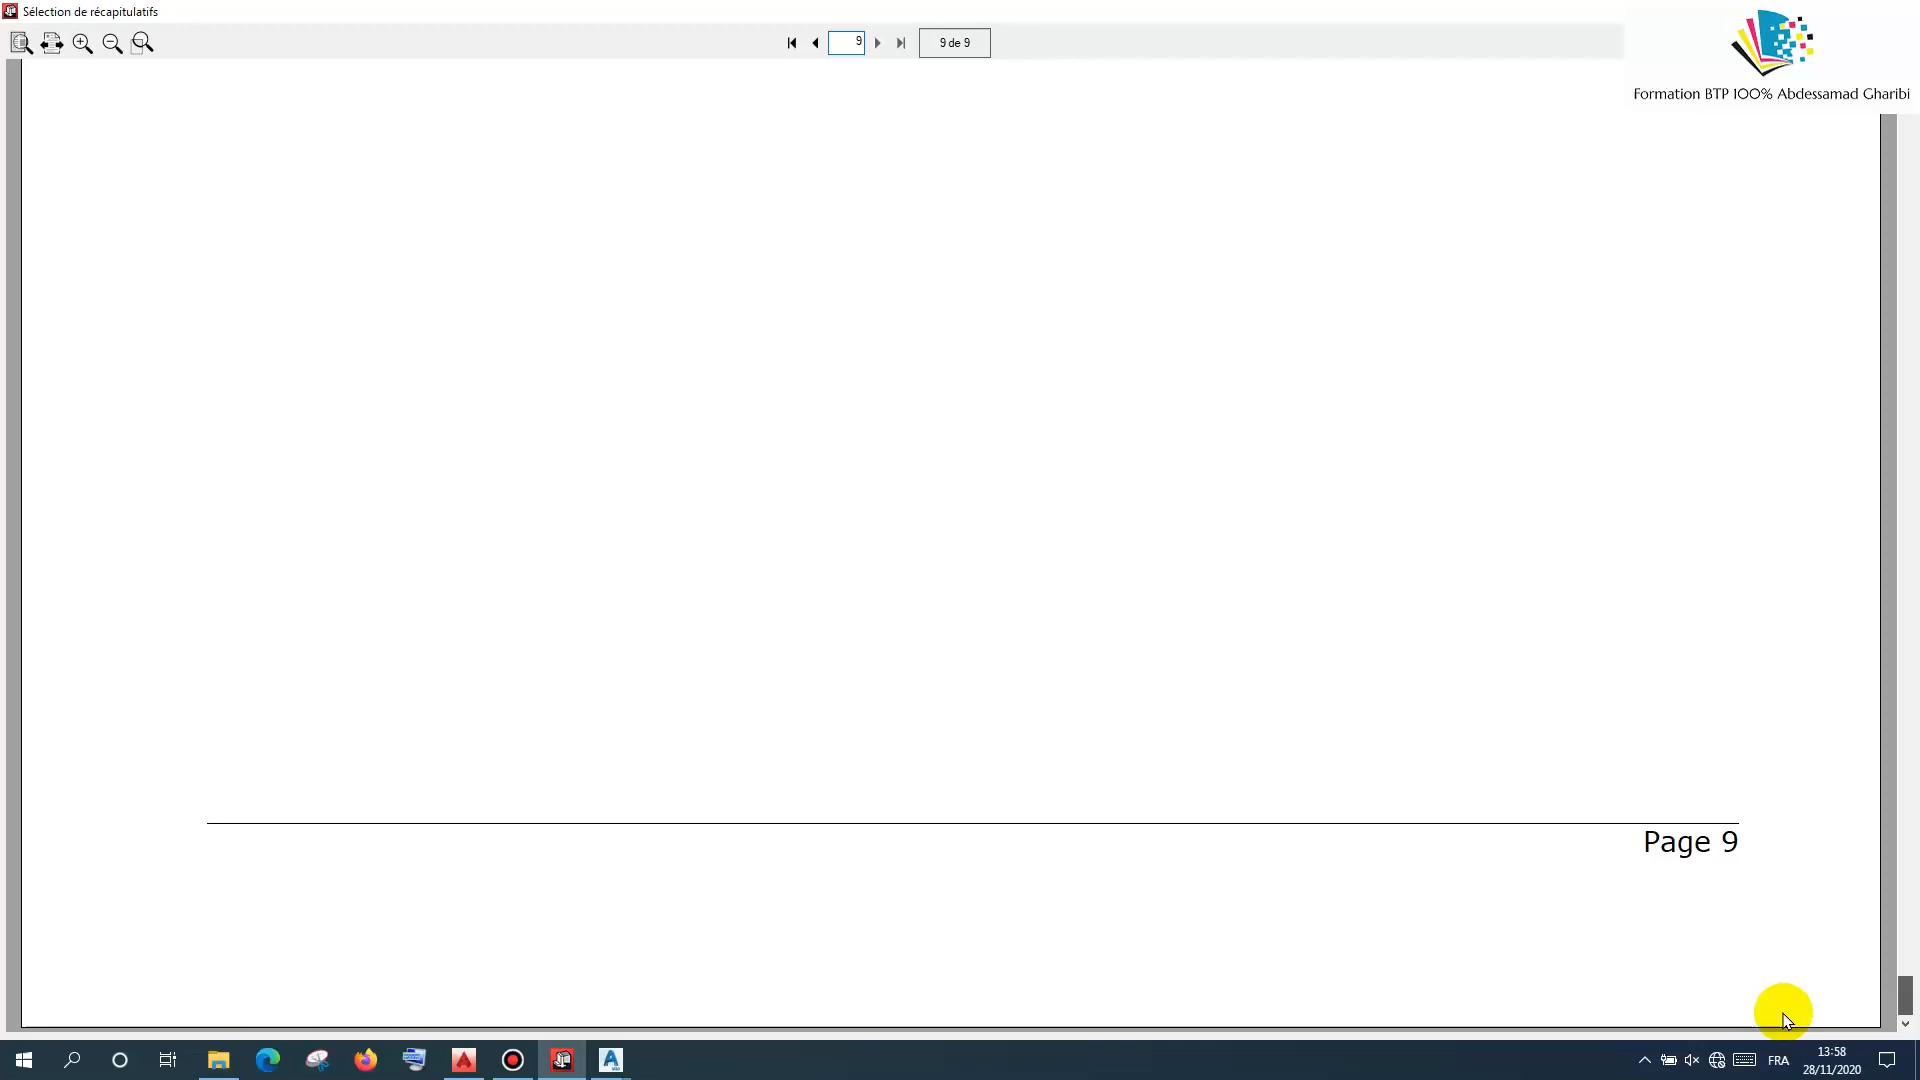 Sélection de récapitulatifs
9
9 de 9
Formation BTP 100% Abdessamad Gharibi
Page 9
FRA
13:58
28/11/2020